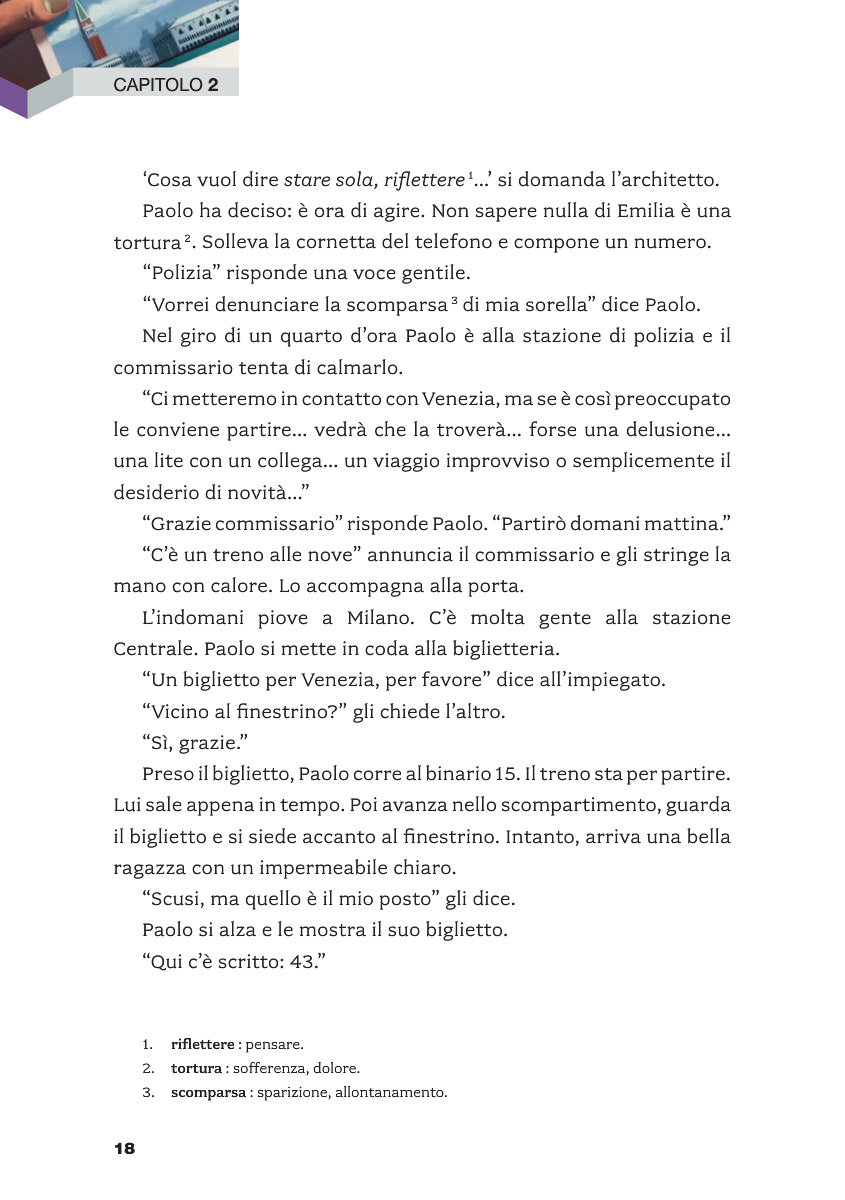 CAPITOLO 2
‘Cosa vuol dire stare sola, riflettere¹...’ si domanda l’architetto.
Paolo ha deciso: è ora di agire. Non sapere nulla di Emilia è una
tortura². Solleva la cornetta del telefono e compone un numero.
“Polizia” risponde una voce gentile.
“Vorrei denunciare la scomparsa³ di mia sorella” dice Paolo.
Nel giro di un quarto d’ora Paolo è alla stazione di polizia e il
commissario tenta di calmarlo.
“Ci metteremo in contatto con Venezia, ma se è così preoccupato
le conviene partire... vedrà che la troverà... forse una delusione...
una lite con un collega... un viaggio improvviso o semplicemente il
desiderio di novità...”
“Grazie commissario” risponde Paolo. “Partirò domani mattina.”
“C’è un treno alle nove” annuncia il commissario e gli stringe la
mano con calore. Lo accompagna alla porta.
L’indomani piove a Milano. C’è molta gente alla stazione
Centrale. Paolo si mette in coda alla biglietteria.
“Un biglietto per Venezia, per favore” dice all’impiegato.
“Vicino al finestrino?” gli chiede l’altro.
“Sì, grazie.”
Preso il biglietto, Paolo corre al binario 15. Il treno sta per partire.
Lui sale appena in tempo. Poi avanza nello scompartimento, guarda
il biglietto e si siede accanto al finestrino. Intanto, arriva una bella
ragazza con un impermeabile chiaro.
“Scusi, ma quello è il mio posto” gli dice.
Paolo si alza e le mostra il suo biglietto.
“Qui c’è scritto: 43.”
1. riflettere : pensare.
2. tortura : sofferenza, dolore.
3. scomparsa : sparizione, allontanamento.
18